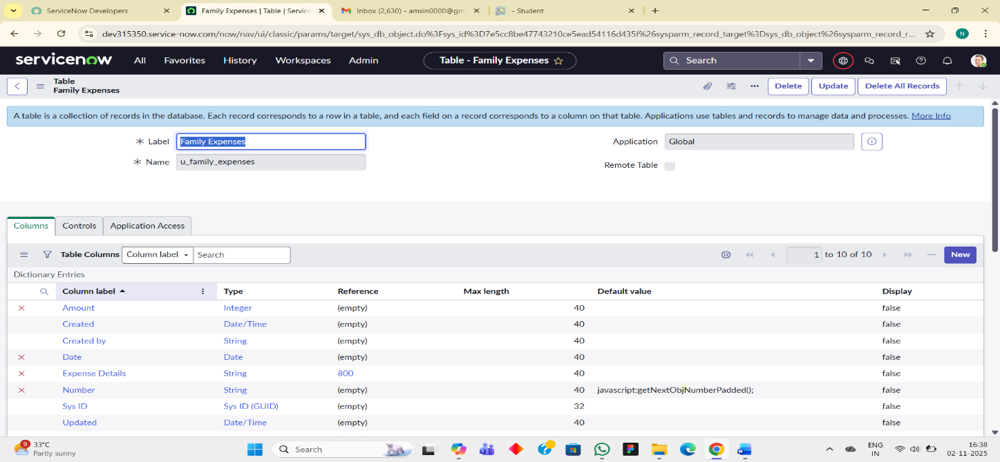 ServiceNow Developers
Family Expenses | Table | Service
Inbox (2,630) - amsin0000@gm
- Student
dev315350.service-now.com/now/nav/ui/classic/params/target/sys_db_object.do%3Fsys_id%3D7e5cc8be47743210ce5ead54116d435f%26sysparm_record_target%3Dsys_db_object%26sysparm_record_r...
N
servicenow All Favorites History Workspaces Admin Table - Family Expenses Search
Table
Family Expenses
Delete Update Delete All Records
A table is a collection of records in the database. Each record corresponds to a row in a table, and each field on a record corresponds to a column on that table. Applications use tables and records to manage data and processes. More Info
Label Family Expenses Application Global
Name u_family_expenses Remote Table
Columns Controls Application Access
Table Columns Column label Search 1 to 10 of 10 New
Dictionary Entries
Column label Type Reference Max length Default value Display
Amount Integer (empty) 40 false
Created Date/Time (empty) 40 false
Created by String (empty) 40 false
Date Date (empty) 40 false
Expense Details String 800 40 false
Number String (empty) 40 javascript:getNextObjNumberPadded(); false
Sys ID Sys ID (GUID) (empty) 32 false
Updated Date/Time (empty) 40 false
9
33°C
Partly sunny
Search
ENG
IN
16:38
02-11-2025